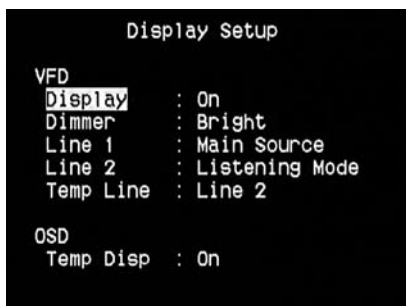 Display Setup
VFD
Display : On
Dimmer : Bright
Line 1 : Main Source
Line 2 : Listening Mode
Temp Line : Line 2
OSD
Temp Disp : On